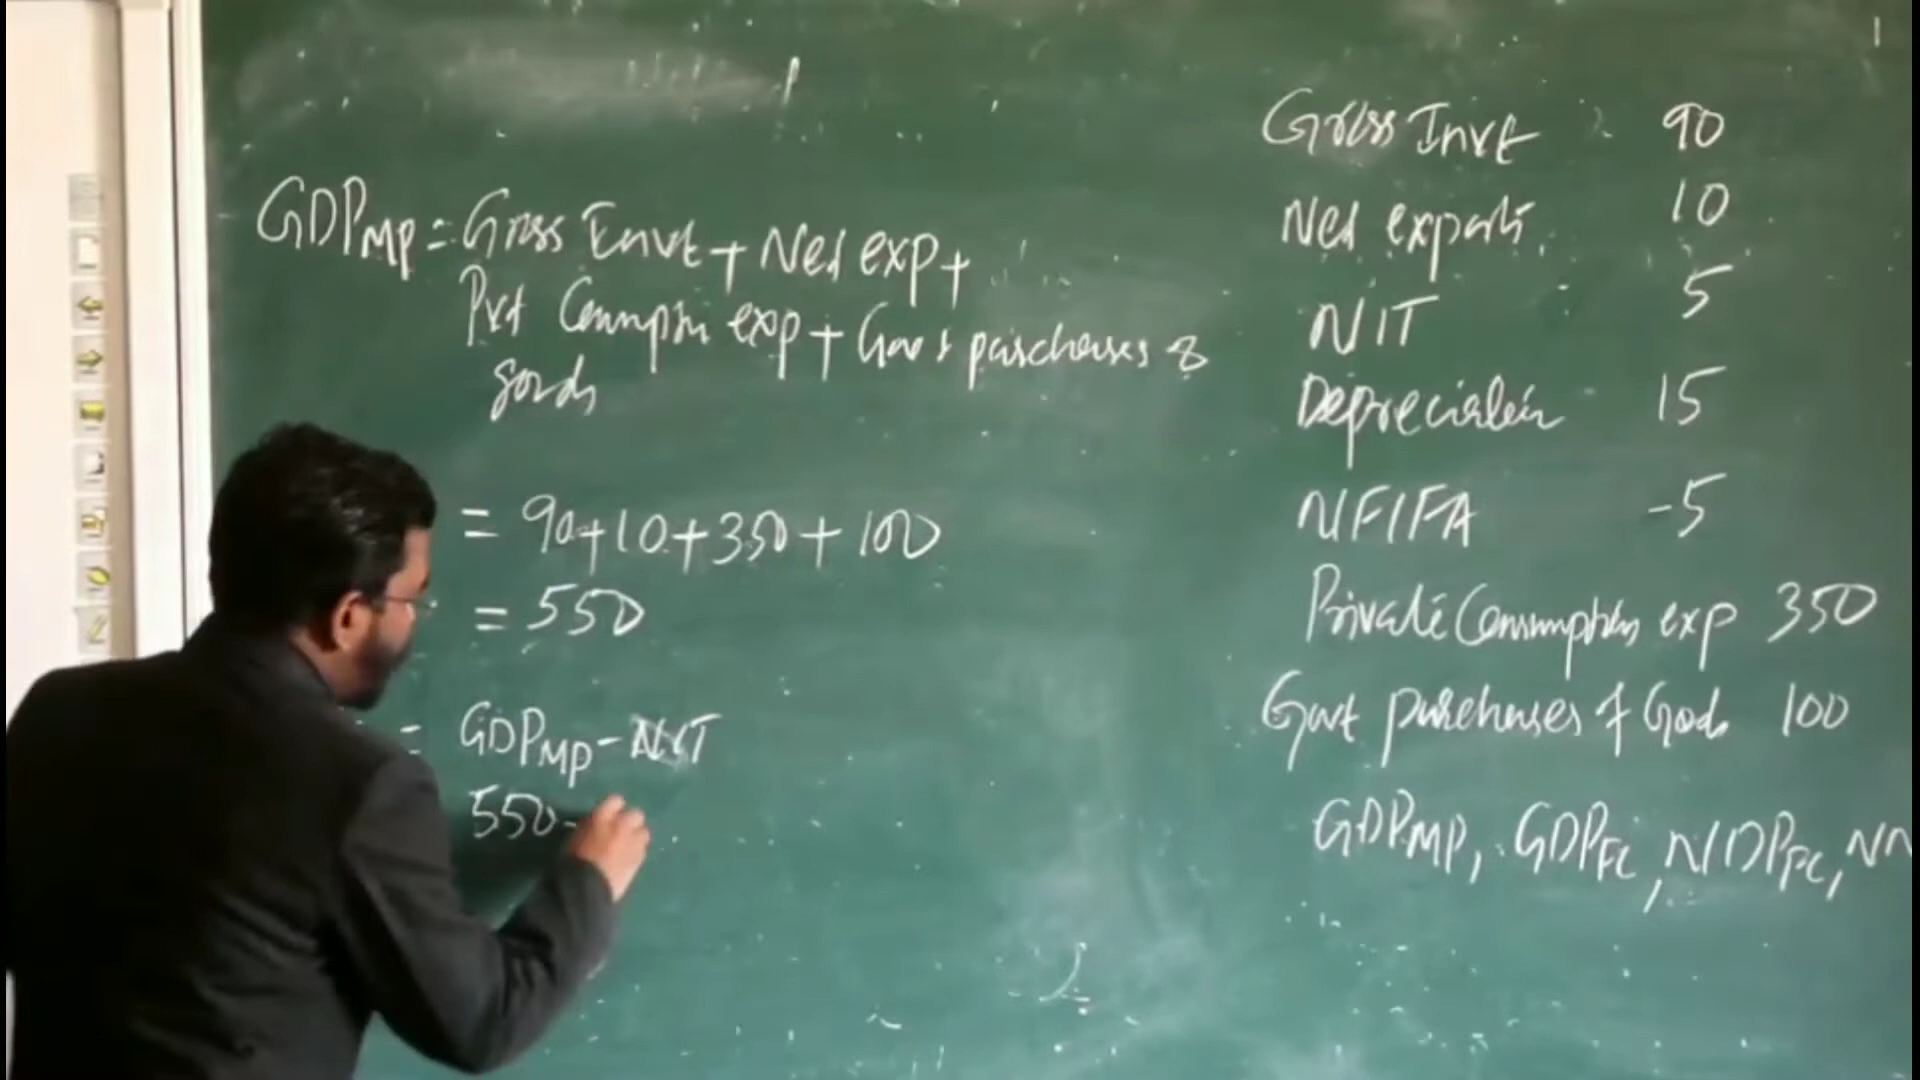 GDPMP = Gross Invt + Net exp +
Pvt Consumptn exp + Govt purchases of
goods
= 90+10+350+100
= 550
= GDPMP - NIT
550-
Gross Invt 90
Net exports 10
NIT 5
Depreciation 15
NFIFA -5
Private Consumption exp 350
Govt purchases of Goods 100
GDPMP, GDPFC, NDPFC, NN